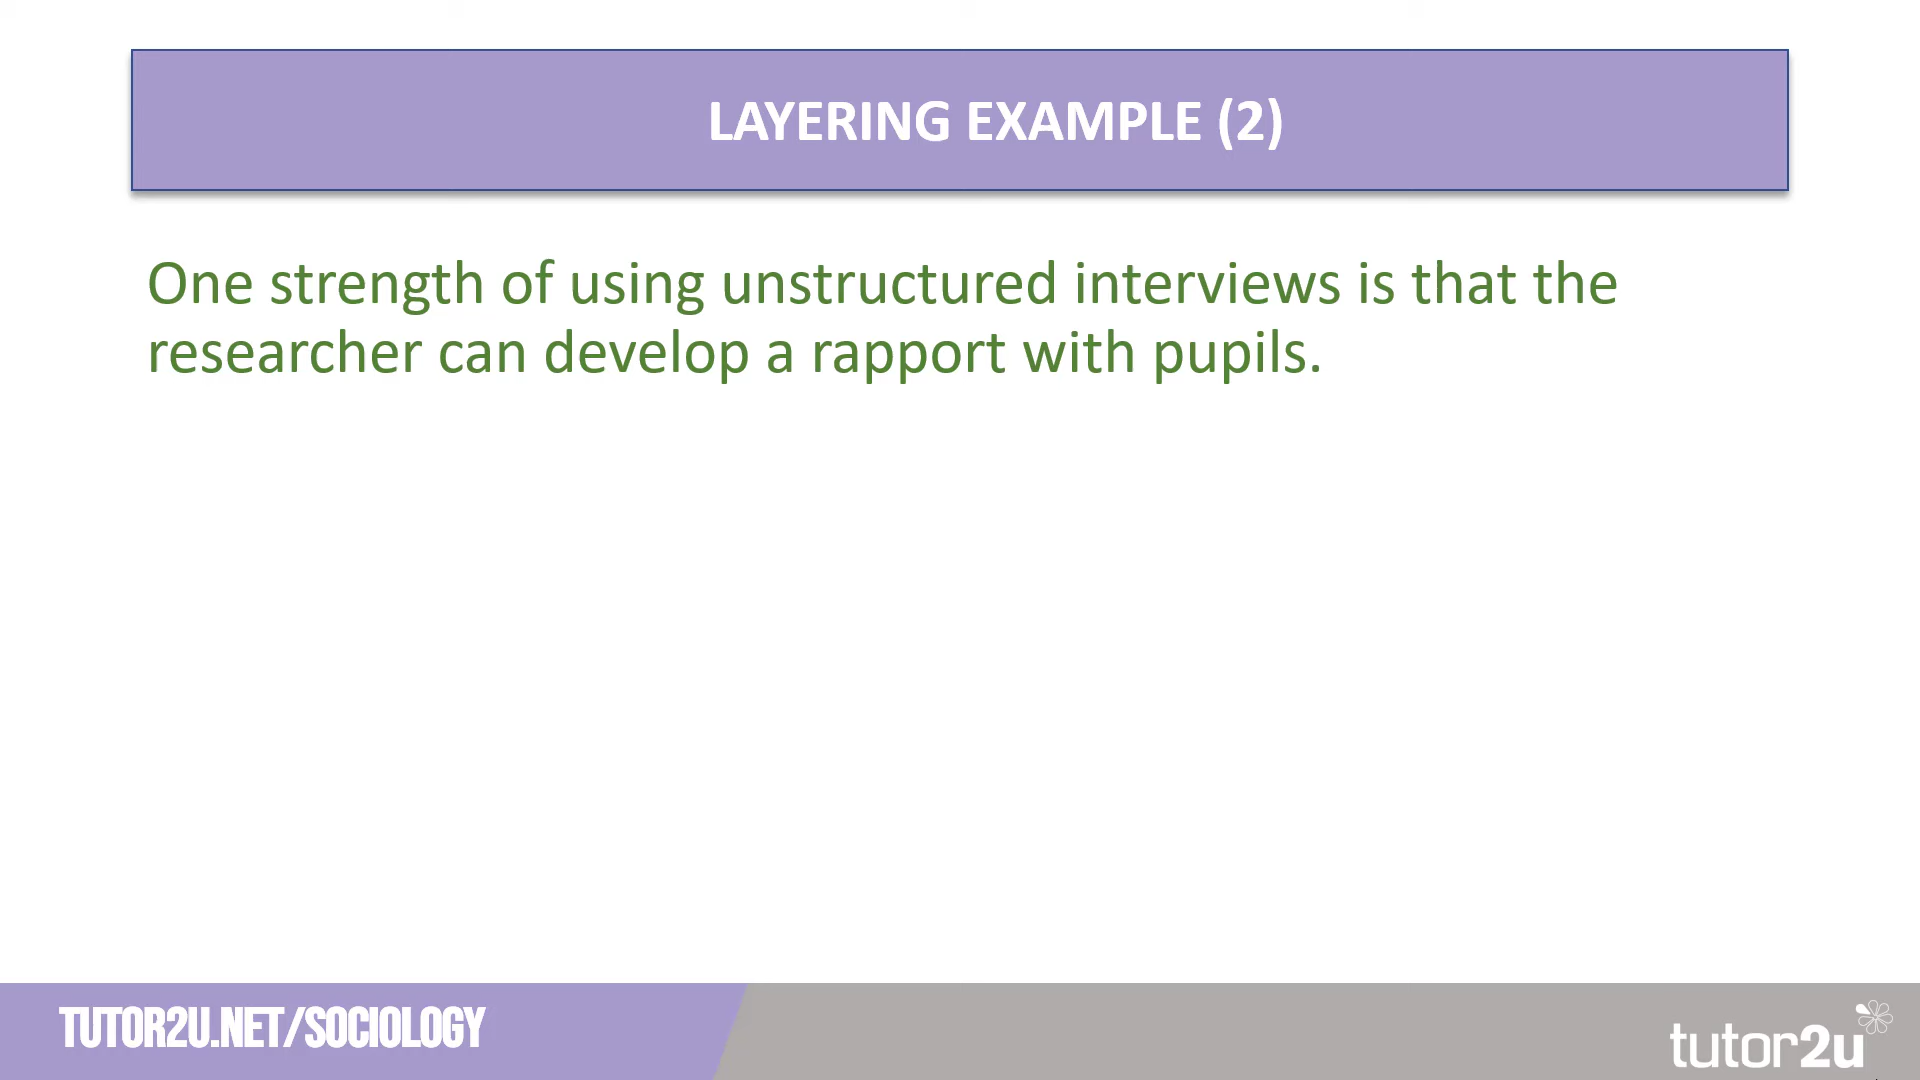 LAYERING EXAMPLE (2)
One strength of using unstructured interviews is that the
researcher can develop a rapport with pupils.
TUTOR2U.NET/SOCIOLOGY
tutor2u